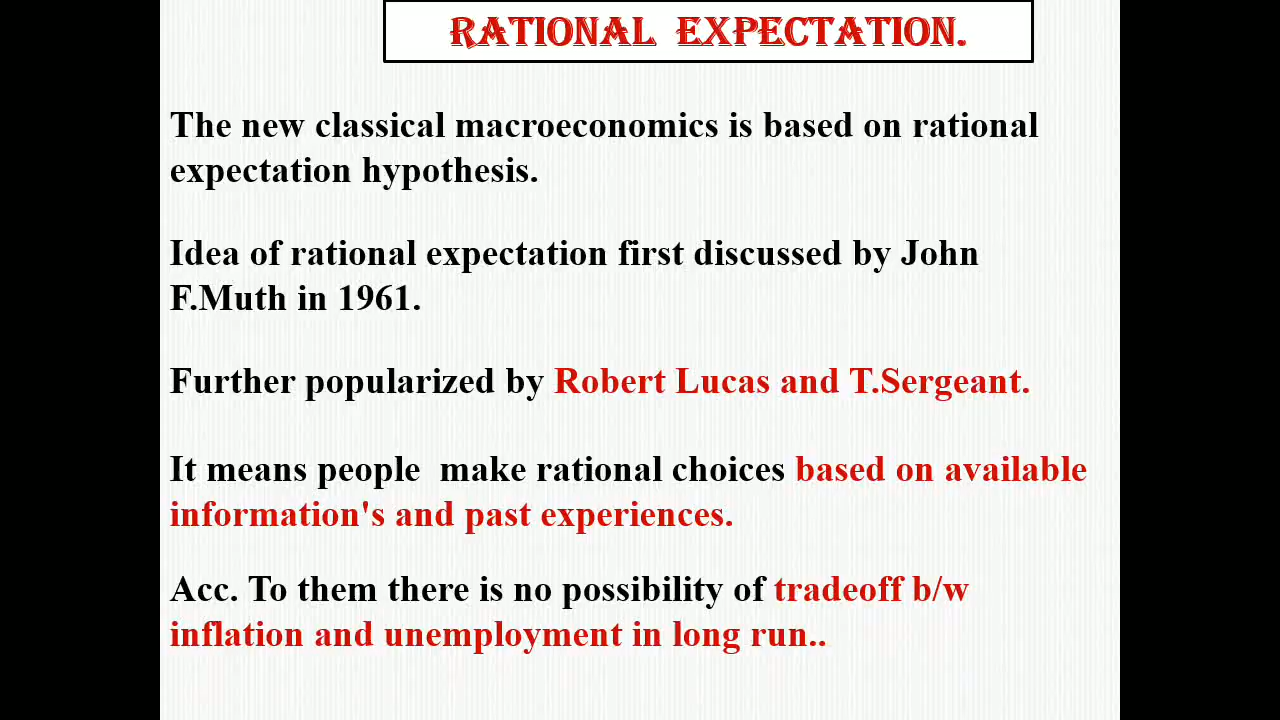 RATIONAL EXPECTATION.
The new classical macroeconomics is based on rational
expectation hypothesis.
Idea of rational expectation first discussed by John
F.Muth in 1961.
Further popularized by Robert Lucas and T.Sergeant.
It means people  make rational choices based on available
information's and past experiences.
Acc. To them there is no possibility of tradeoff b/w
inflation and unemployment in long run..